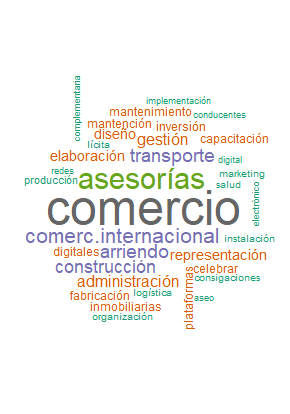 complementaria
implementación
mantenimiento conducentes
mantención inversión
diseño gestión capacitación
lícita
elaboración transporte digital
redes
producción asesorías marketing
salud
electrónico
comercio
comerc.internacional instalación
digitales arriendo representación
construcción celebrar
administración consigaciones
plataformas
fabricación logística aseo
inmobiliarias
organización